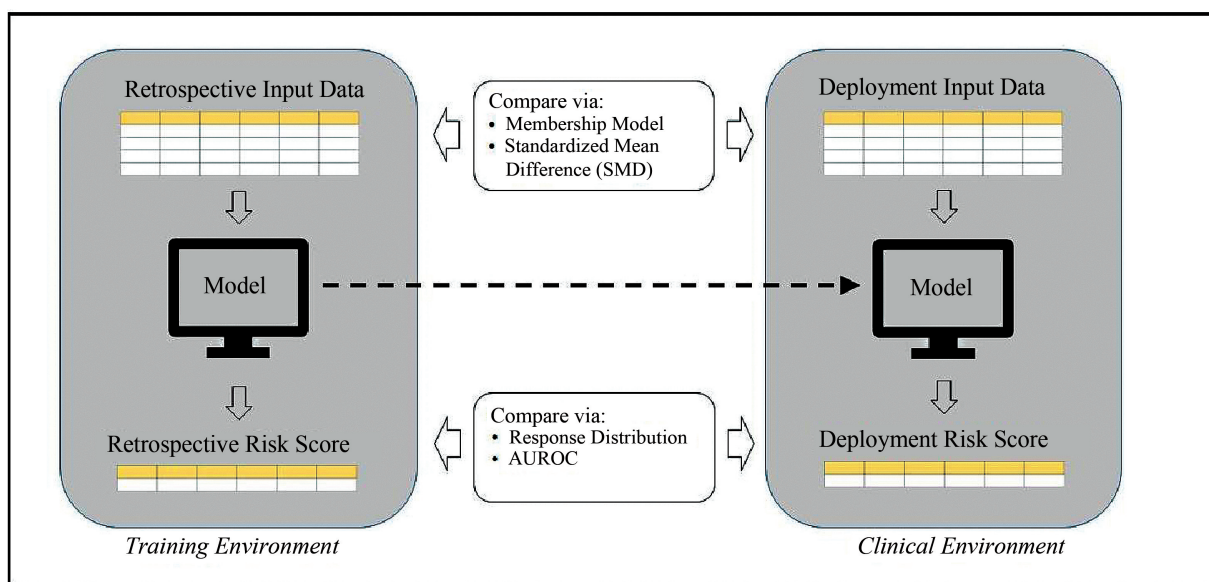 Retrospective Input Data
Model
Retrospective Risk Score
Training Environment
Compare via:
• Membership Model
• Standardized Mean
Difference (SMD)
Compare via:
• Response Distribution
• AUROC
Deployment Input Data
Model
Deployment Risk Score
Clinical Environment